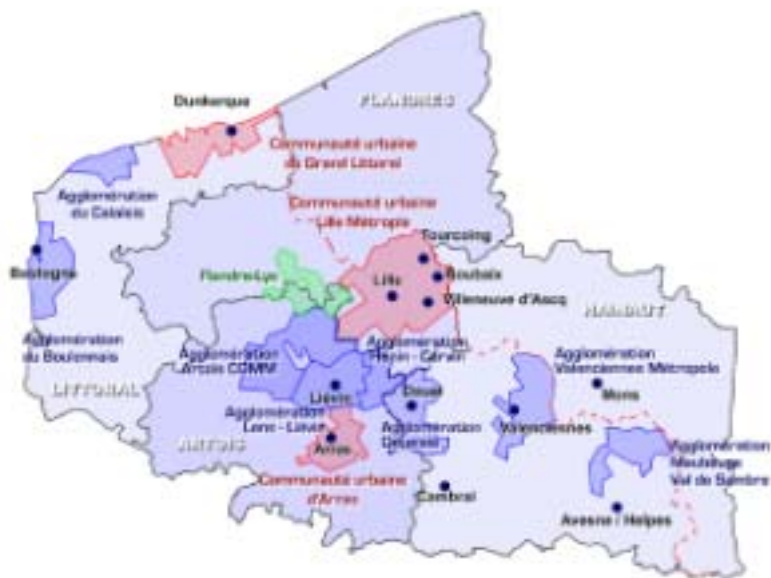 FLANDRES
Dunkerque
Communauté urbaine
du Grand Littoral
Agglomération
du Calaisis
Communauté urbaine
Lille Métropole
Tourcoing
Boulogne
Flandre-Lys
Lille
Roubaix
Villeneuve d'Ascq
HAINAUT
Agglomération
du Boulonnais
Agglomération
Artois COMM
Agglomération
Hénin - Carvin
Agglomération
Valenciennes Métropole
LITTORAL
Liévin
Douai
Mons
Agglomération
Lens - Liévin
Valenciennes
ARTOIS
Arras
Agglomération
Douaisis
Agglomération
Maubeuge
Val de Sambre
Communauté urbaine
d'Arras
Cambrai
Avesne / Helpes